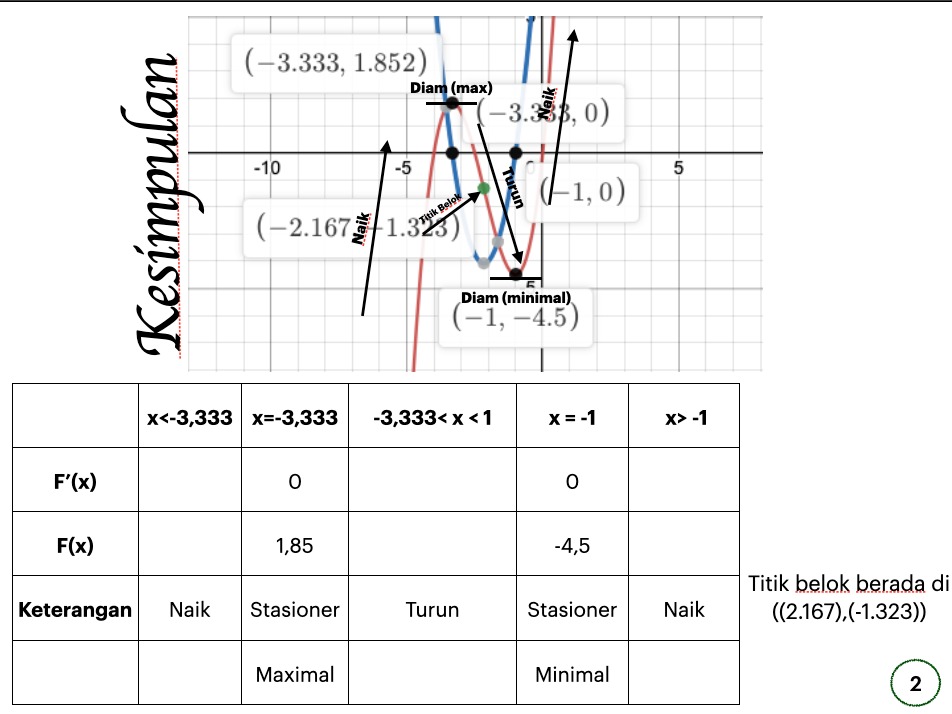 Kesimpulan
(−3.333, 1.852)
Diam (max)
(−3.333, 0)
Naik
-10
-5
0
5
Turun
(−1, 0)
Titik Belok
(−2.167, −1.323)
Naik
-5
Diam (minimal)
(−1, −4.5)
x<-3,333 x=-3,333 -3,333< x < 1 x = -1 x> -1
F’(x) 0 0
F(x) 1,85 -4,5
Keterangan Naik Stasioner Turun Stasioner Naik
Maximal Minimal
Titik belok berada di
((2.167),(-1.323))
2